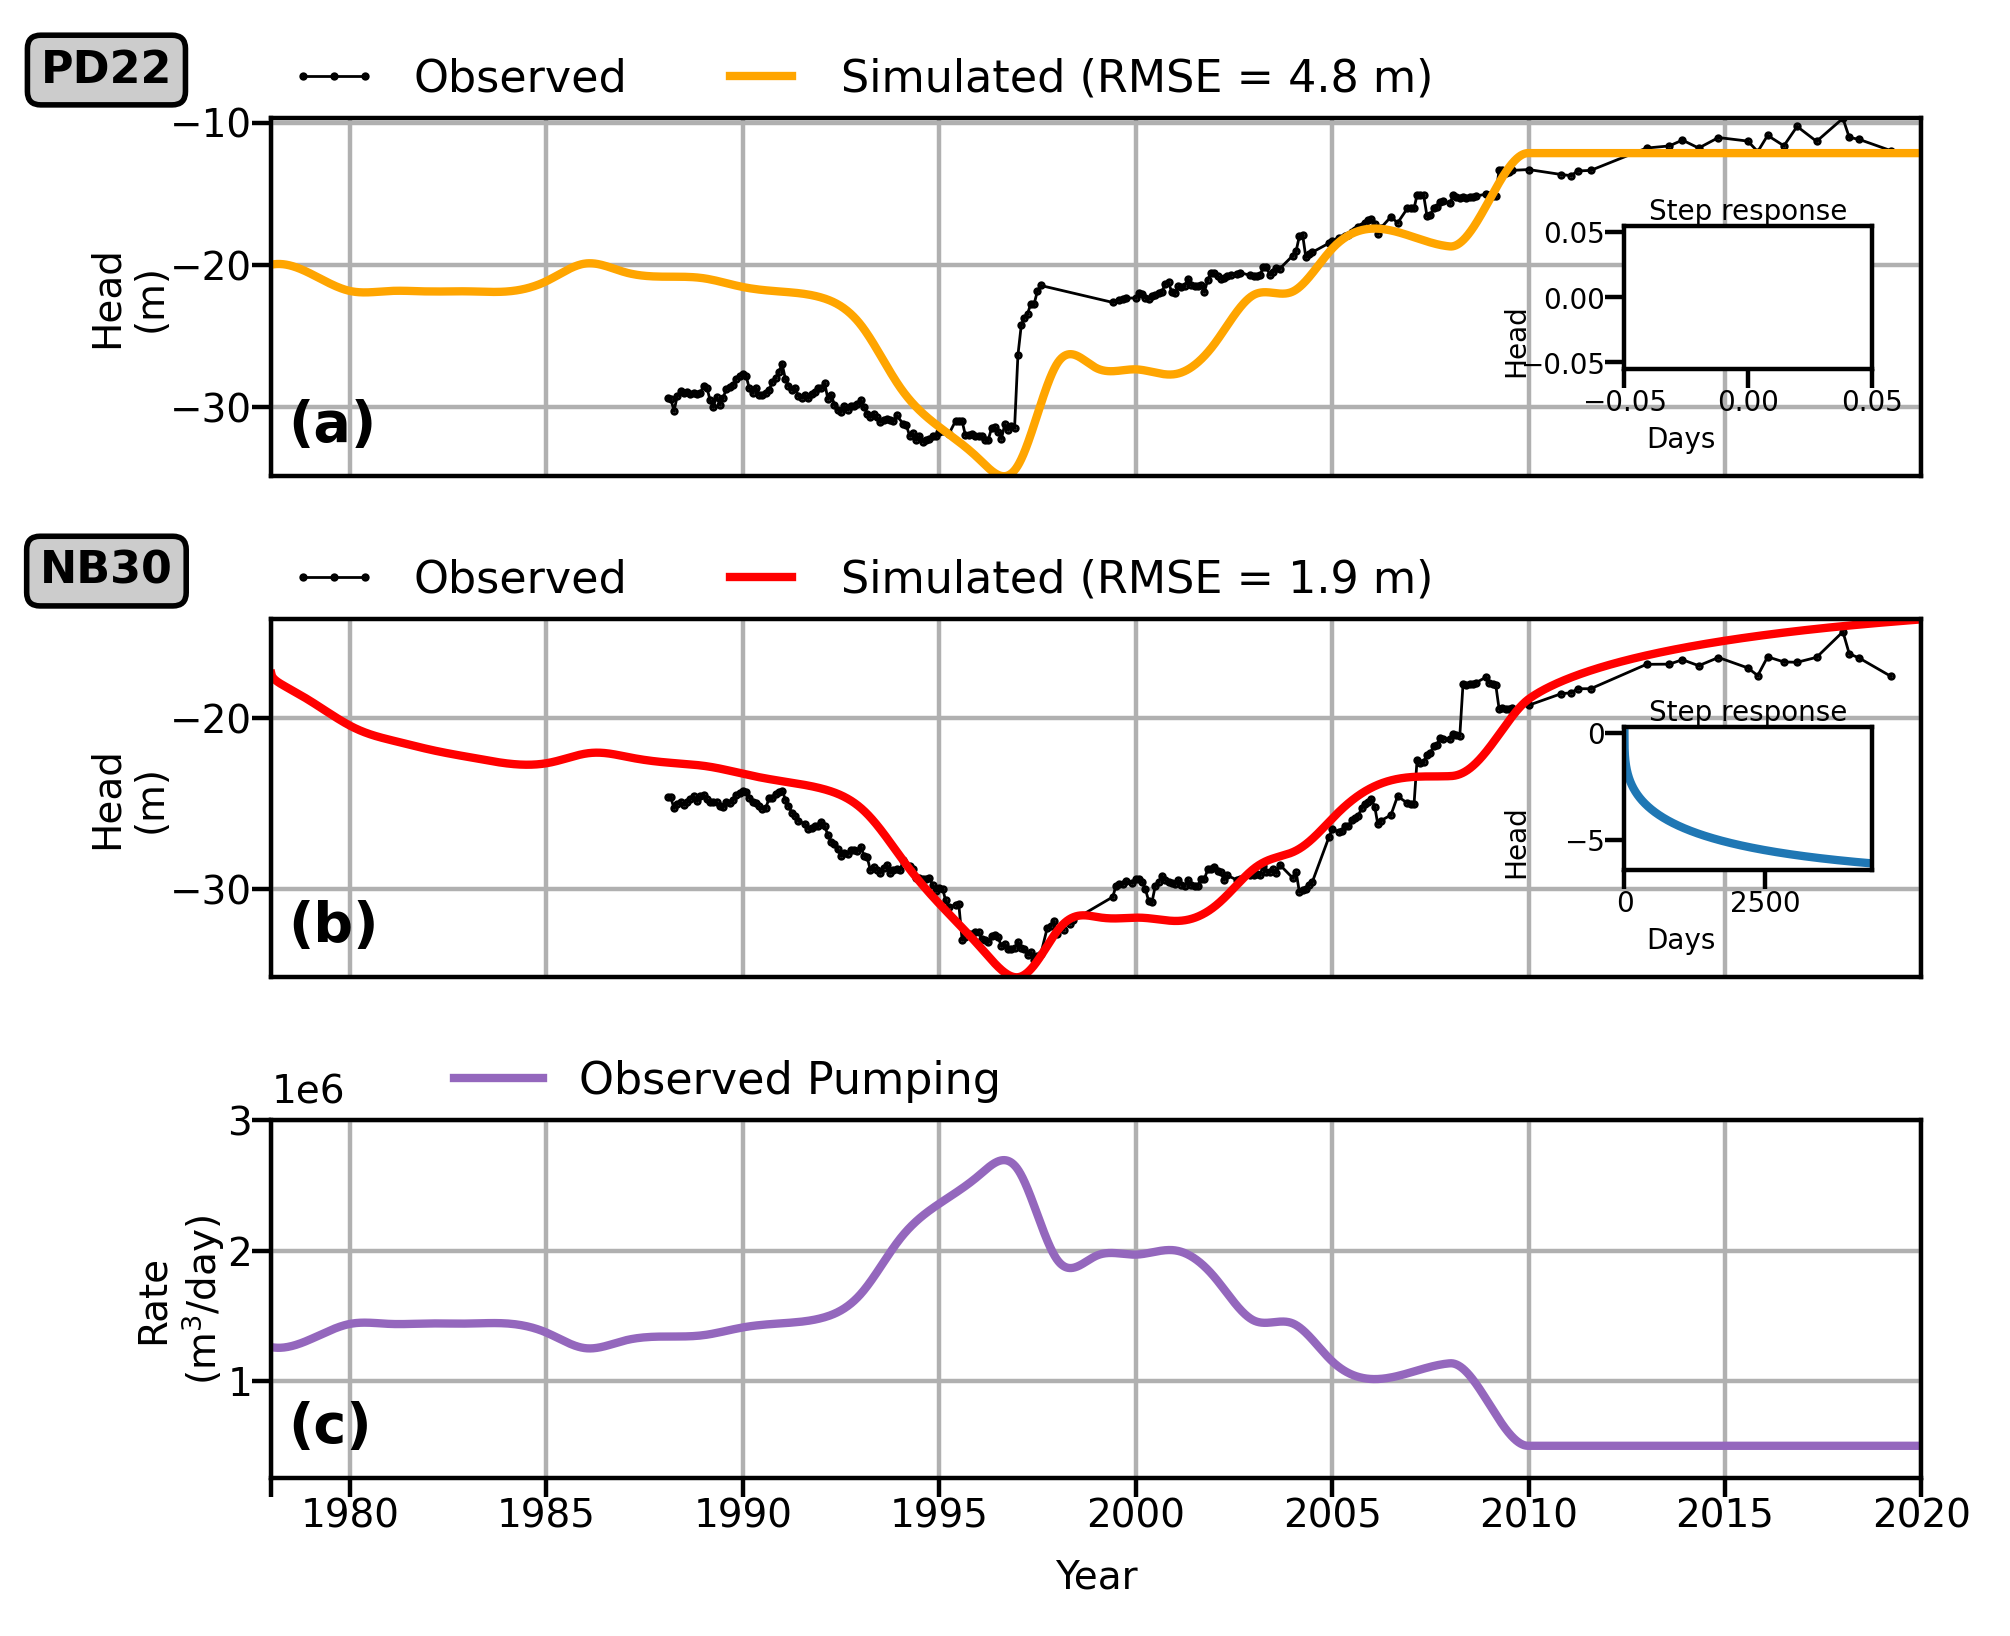 PD22
Observed
Simulated (RMSE = 4.8 m)
−10
−20
−30
Head
(m)
(a)
Step response
0.05
0.00
−0.05
Head
−0.05 0.00 0.05
Days
NB30
Observed
Simulated (RMSE = 1.9 m)
−20
−30
Head
(m)
(b)
Step response
0
−5
Head
0 2500
Days
1e6
Observed Pumping
3
2
1
Rate
(m³/day)
(c)
1980 1985 1990 1995 2000 2005 2010 2015 2020
Year